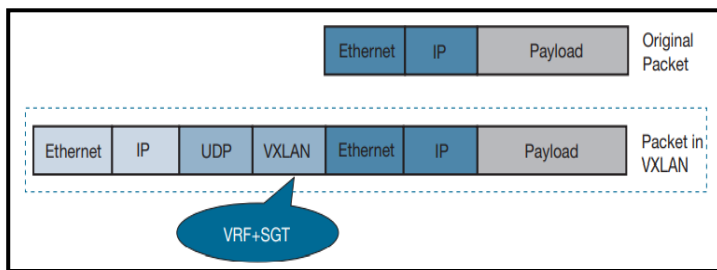 Ethernet IP Payload
Original
Packet
Ethernet IP UDP VXLAN Ethernet IP Payload
Packet in
VXLAN
VRF+SGT